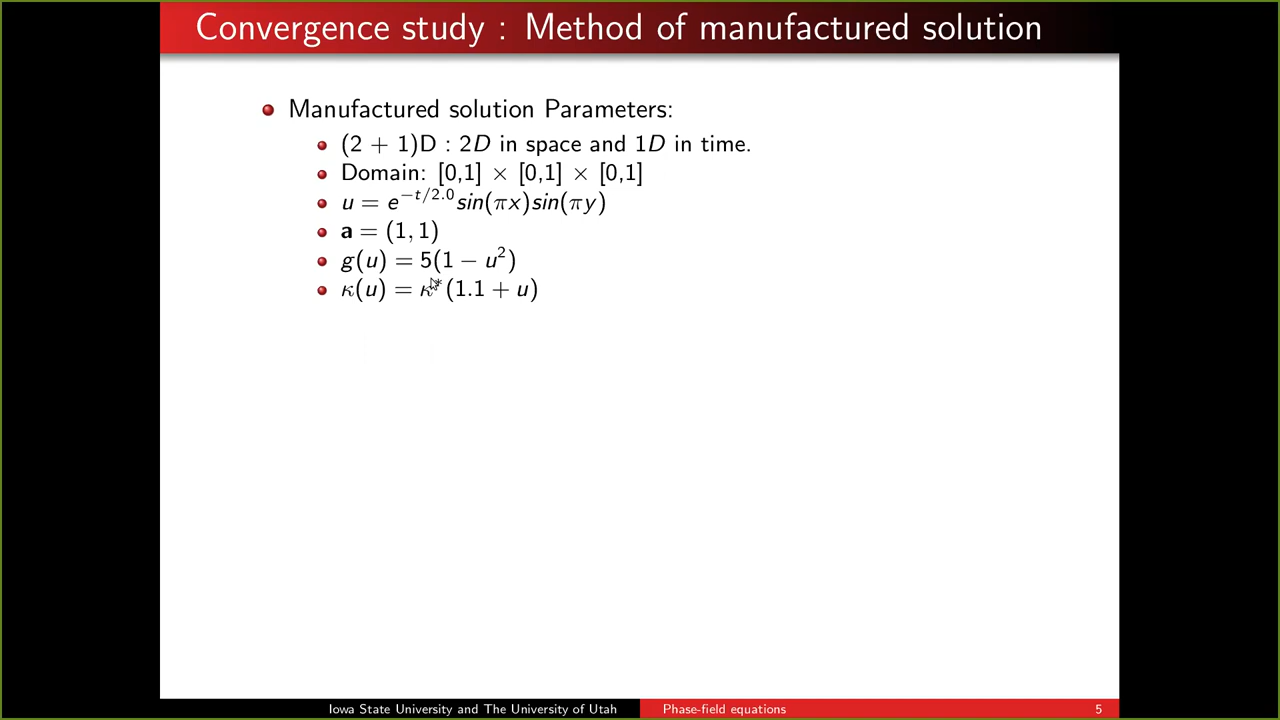 Convergence study : Method of manufactured solution
Manufactured solution Parameters:
(2 + 1)D : 2D in space and 1D in time.
Domain: [0,1] × [0,1] × [0,1]
u = e^{−t/2.0}sin(πx)sin(πy)
a = (1, 1)
g(u) = 5(1 − u²)
κ(u) = κ*(1.1 + u)
Iowa State University and The University of Utah
Phase-field equations
5